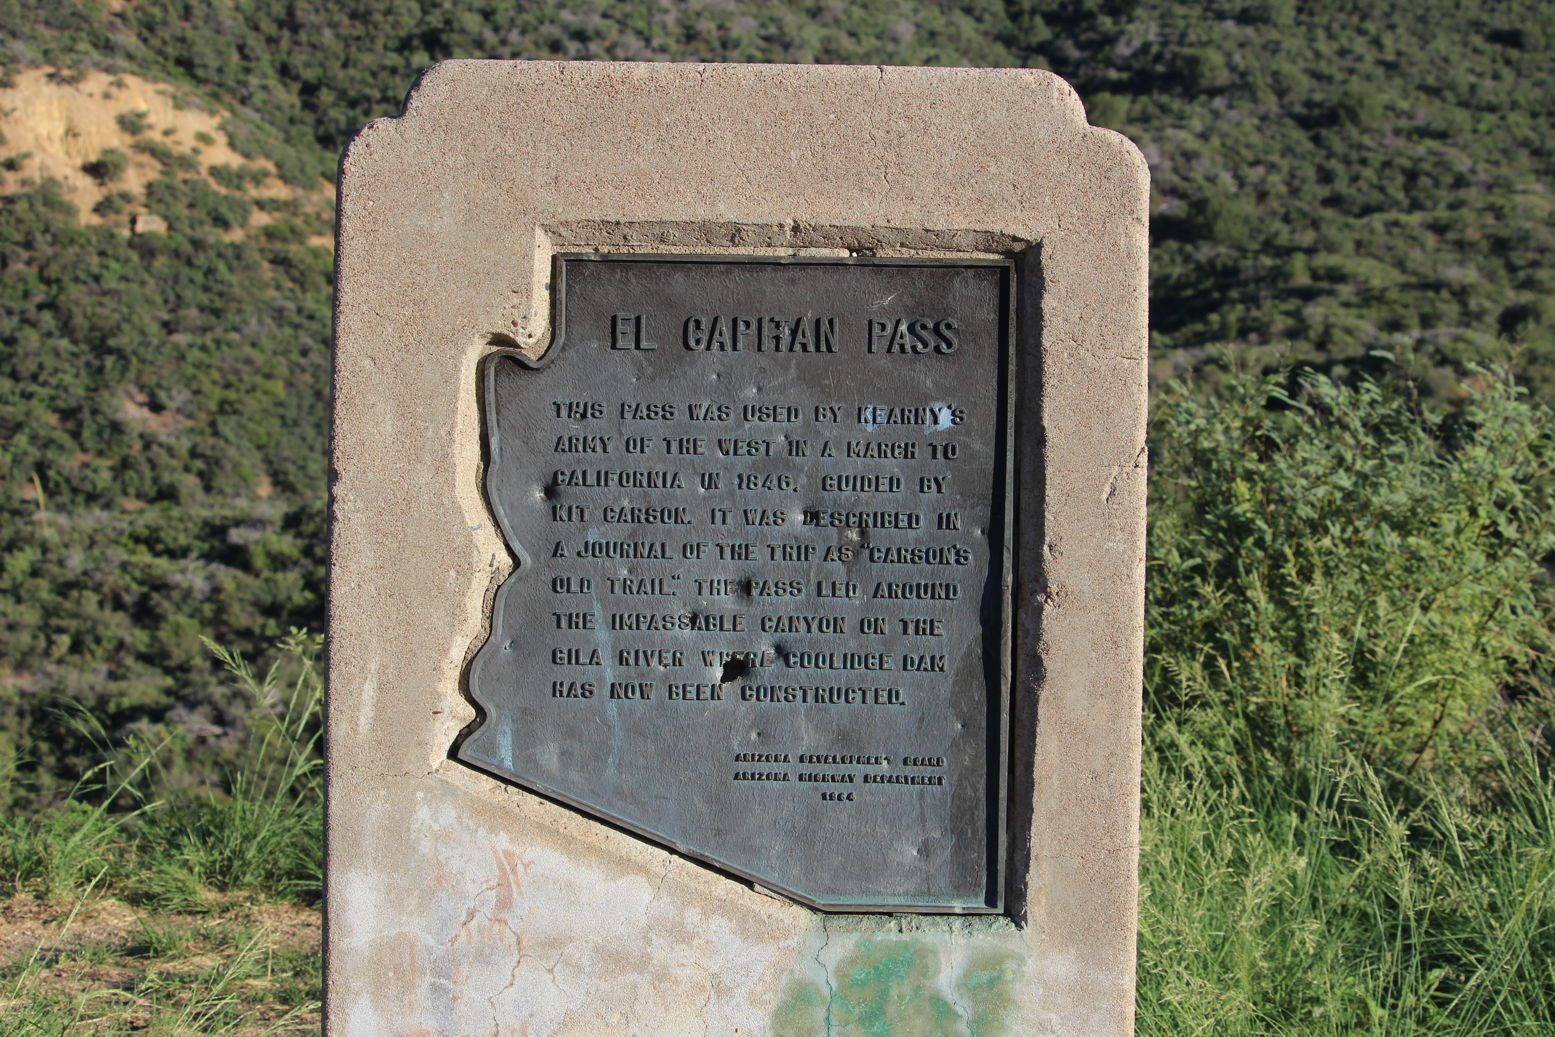 EL CAPITAN PASS
THIS PASS WAS USED BY KEARNY'S
ARMY OF THE WEST IN A MARCH TO
CALIFORNIA IN 1846. GUIDED BY
KIT CARSON. IT WAS DESCRIBED IN
A JOURNAL OF THE TRIP AS "CARSON'S
OLD TRAIL." THE PASS LED AROUND
THE IMPASSABLE CANYON ON THE
GILA RIVER WHERE COOLIDGE DAM
HAS NOW BEEN CONSTRUCTED.
ARIZONA DEVELOPMENT BOARD
ARIZONA HIGHWAY DEPARTMENT
1964